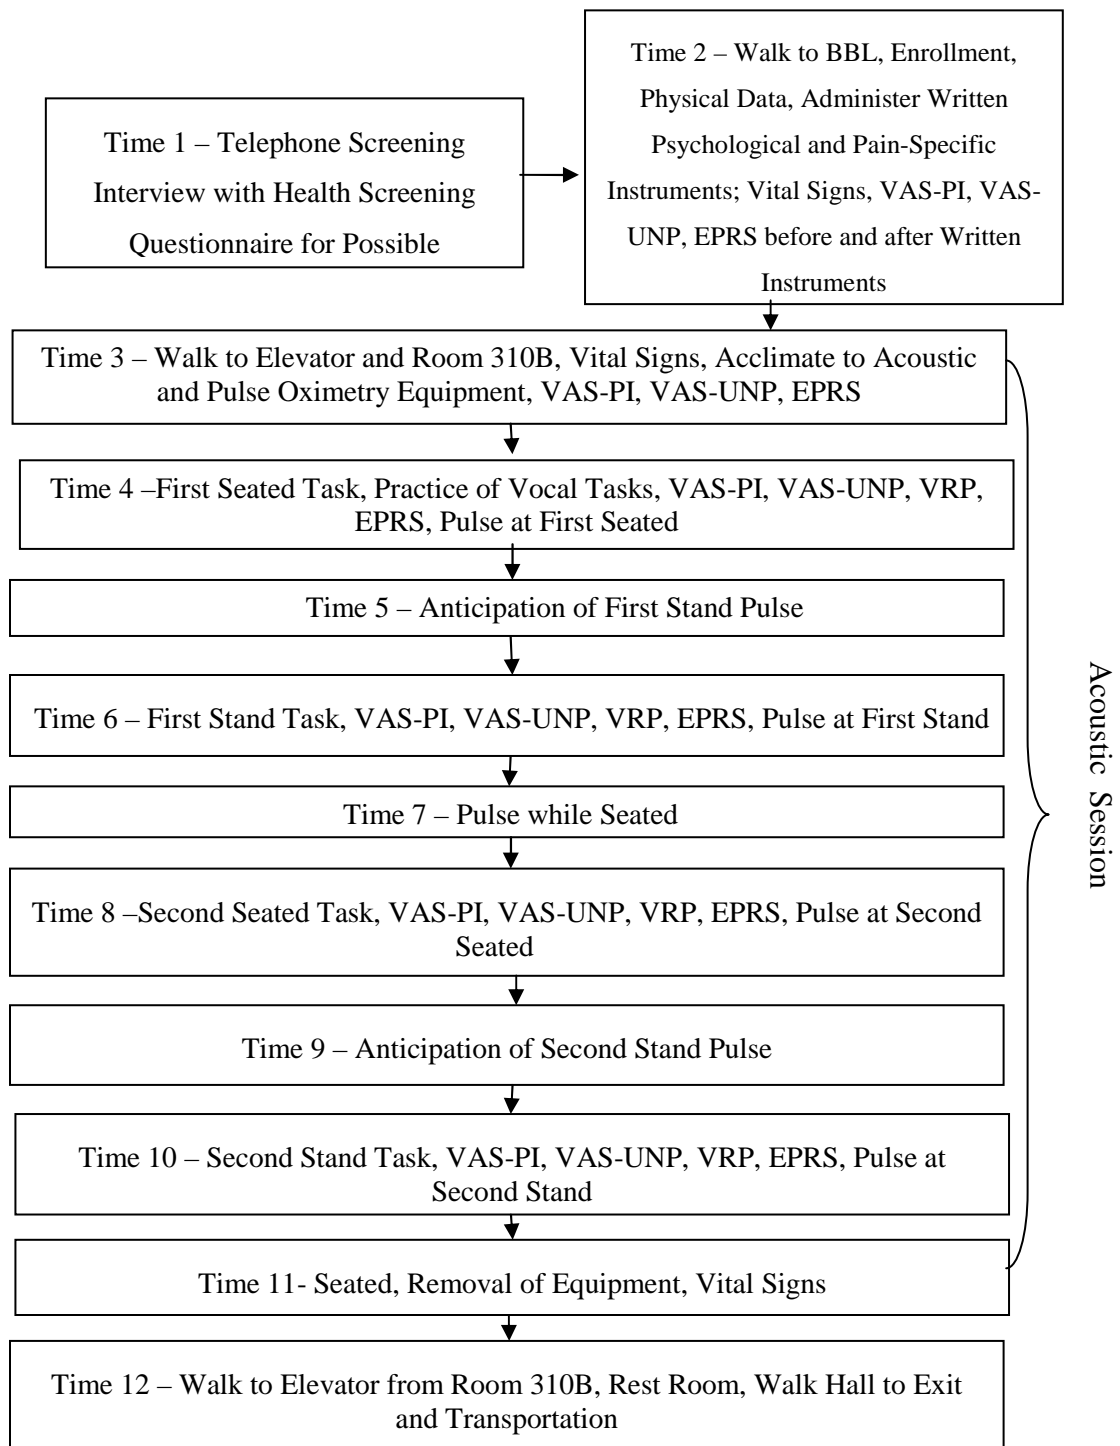 Time 1 – Telephone Screening
Interview with Health Screening
Questionnaire for Possible
Time 2 – Walk to BBL, Enrollment,
Physical Data, Administer Written
Psychological and Pain-Specific
Instruments; Vital Signs, VAS-PI, VAS-
UNP, EPRS before and after Written
Instruments
Time 3 – Walk to Elevator and Room 310B, Vital Signs, Acclimate to Acoustic
and Pulse Oximetry Equipment, VAS-PI, VAS-UNP, EPRS
Time 4 –First Seated Task, Practice of Vocal Tasks, VAS-PI, VAS-UNP, VRP,
EPRS, Pulse at First Seated
Time 5 – Anticipation of First Stand Pulse
Time 6 – First Stand Task, VAS-PI, VAS-UNP, VRP, EPRS, Pulse at First Stand
Time 7 – Pulse while Seated
Time 8 –Second Seated Task, VAS-PI, VAS-UNP, VRP, EPRS, Pulse at Second
Seated
Time 9 – Anticipation of Second Stand Pulse
Time 10 – Second Stand Task, VAS-PI, VAS-UNP, VRP, EPRS, Pulse at
Second Stand
Time 11- Seated, Removal of Equipment, Vital Signs
Time 12 – Walk to Elevator from Room 310B, Rest Room, Walk Hall to Exit
and Transportation
Acoustic Session